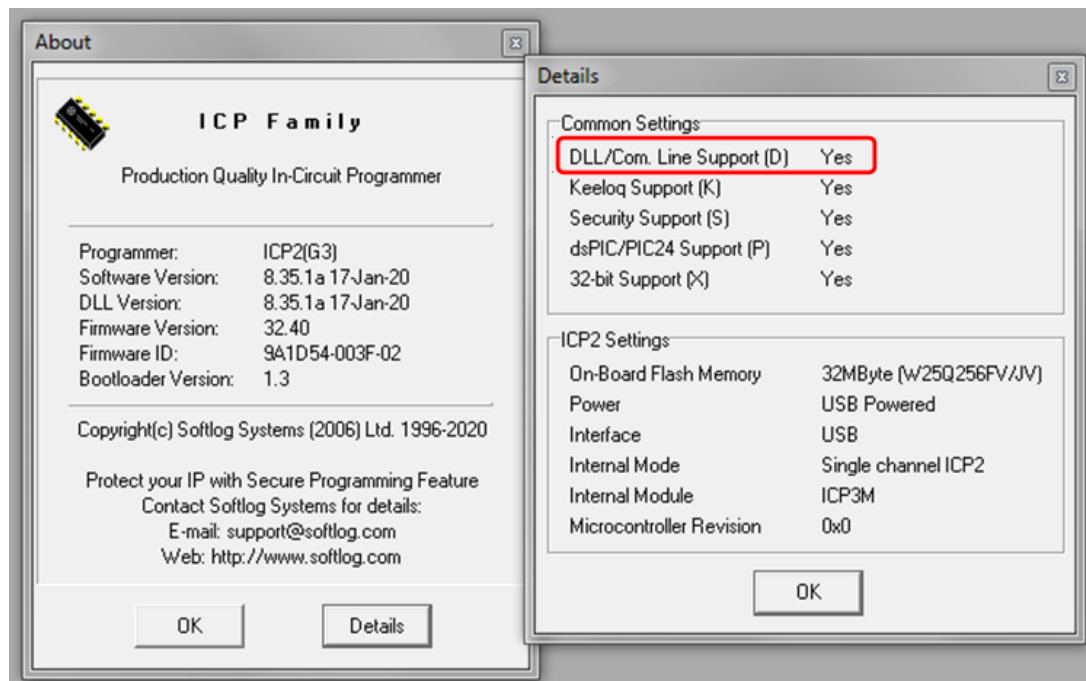 About
ICP Family
Production Quality In-Circuit Programmer
Programmer: ICP2(G3)
Software Version: 8.35.1a 17-Jan-20
DLL Version: 8.35.1a 17-Jan-20
Firmware Version: 32.40
Firmware ID: 9A1D54-003F-02
Bootloader Version: 1.3
Copyright(c) Softlog Systems (2006) Ltd. 1996-2020
Protect your IP with Secure Programming Feature
Contact Softlog Systems for details:
E-mail: support@softlog.com
Web: http://www.softlog.com
OK
Details
Details
Common Settings
DLL/Com. Line Support (D) Yes
Keeloq Support (K) Yes
Security Support (S) Yes
dsPIC/PIC24 Support (P) Yes
32-bit Support (X) Yes
ICP2 Settings
On-Board Flash Memory 32MByte (W25Q256FV/JV)
Power USB Powered
Interface USB
Internal Mode Single channel ICP2
Internal Module ICP3M
Microcontroller Revision 0x0
OK